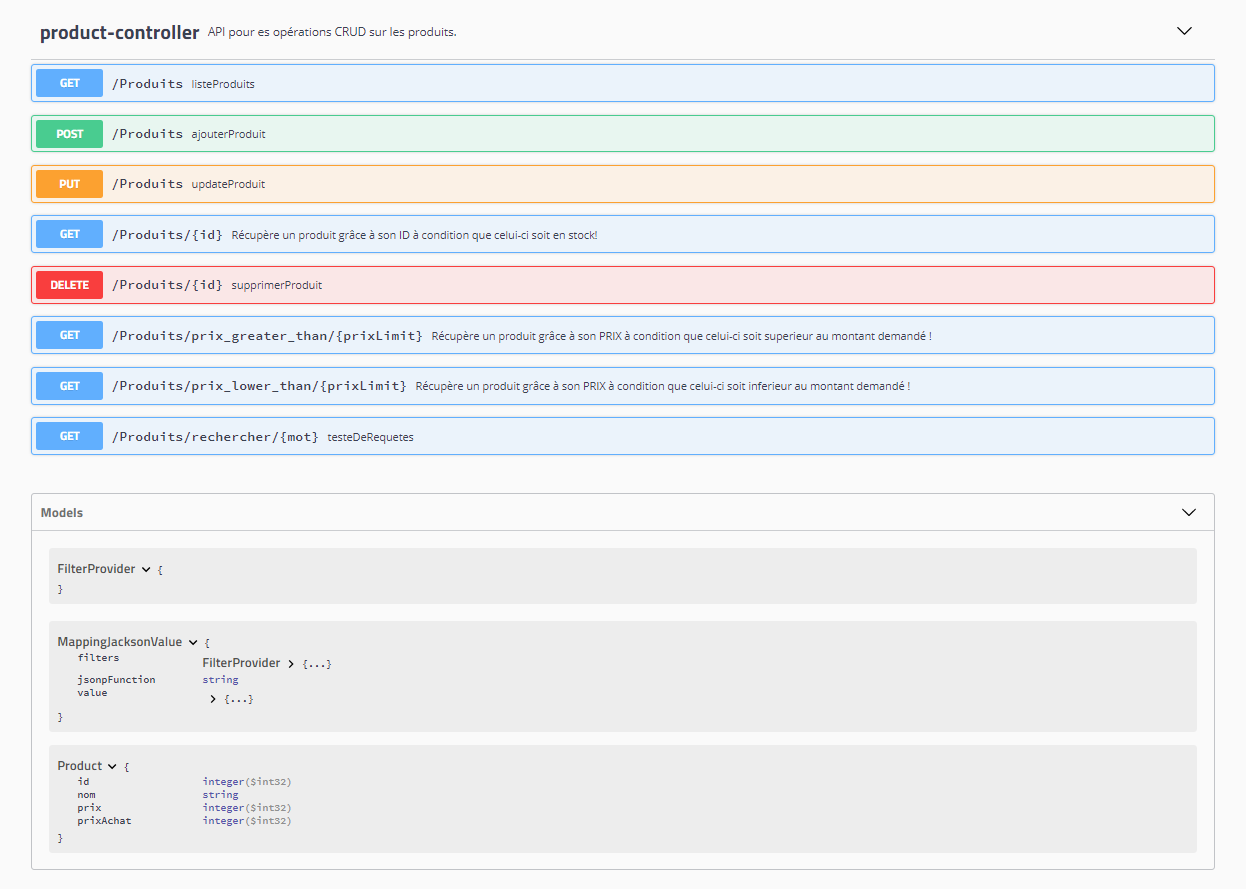 product-controller API pour es opérations CRUD sur les produits.
GET /Produits listeProduits
POST /Produits ajouterProduit
PUT /Produits updateProduit
GET /Produits/{id} Récupère un produit grâce à son ID à condition que celui-ci soit en stock!
DELETE /Produits/{id} supprimerProduit
GET /Produits/prix_greater_than/{prixLimit} Récupère un produit grâce à son PRIX à condition que celui-ci soit superieur au montant demandé !
GET /Produits/prix_lower_than/{prixLimit} Récupère un produit grâce à son PRIX à condition que celui-ci soit inferieur au montant demandé !
GET /Produits/rechercher/{mot} testeDeRequetes
Models
FilterProvider {
}
MappingJacksonValue {
filters FilterProvider > {...}
jsonpFunction string
value > {...}
}
Product {
id integer($int32)
nom string
prix integer($int32)
prixAchat integer($int32)
}